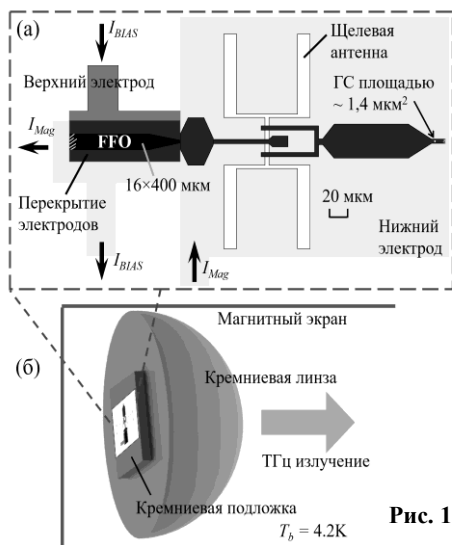 (а)
I_BIAS
Верхний электрод
Щелевая
антенна
ГС площадью
~ 1,4 мкм²
I_Mag
FFO
16×400 мкм
Перекрытие
электродов
20 мкм
Нижний
электрод
I_BIAS
I_Mag
Магнитный экран
(б)
Кремниевая линза
ТГц излучение
Кремниевая подложка
T_b = 4.2K
Рис. 1